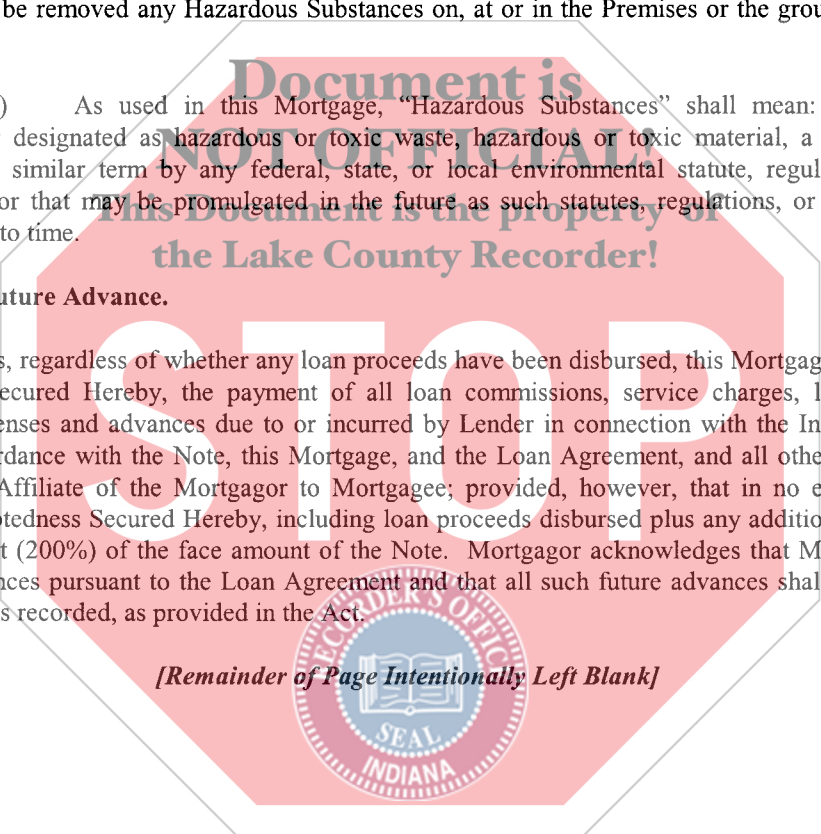 be removed any Hazardous Substances on, at or in the Premises or the
Document is
) As used in this Mortgage, “Hazardous Substances” shall mean:
designated as hazardous or toxic waste, hazardous or toxic material, a
NOT OFFICIAL!
similar term by any federal, state, or local environmental statute,
or that may be promulgated in the future as such statutes, regulations, or
This Document is the property of
to time.
the Lake County Recorder!
uture Advance.
STOP
s, regardless of whether any loan proceeds have been disbursed, this Mortgag
ecured Hereby, the payment of all loan commissions, service charges, l
enses and advances due to or incurred by Lender in connection with the In
rdance with the Note, this Mortgage, and the Loan Agreement, and all othe
Affiliate of the Mortgagor to Mortgagee; provided, however, that in no e
tedness Secured Hereby, including loan proceeds disbursed plus any additio
t (200%) of the face amount of the Note. Mortgagor acknowledges that M
nces pursuant to the Loan Agreement and that all such future advances shal
s recorded, as provided in the Act.
RECORDER'S OFFICE
[Remainder of Page Intentionally Left Blank]
SEAL
INDIANA